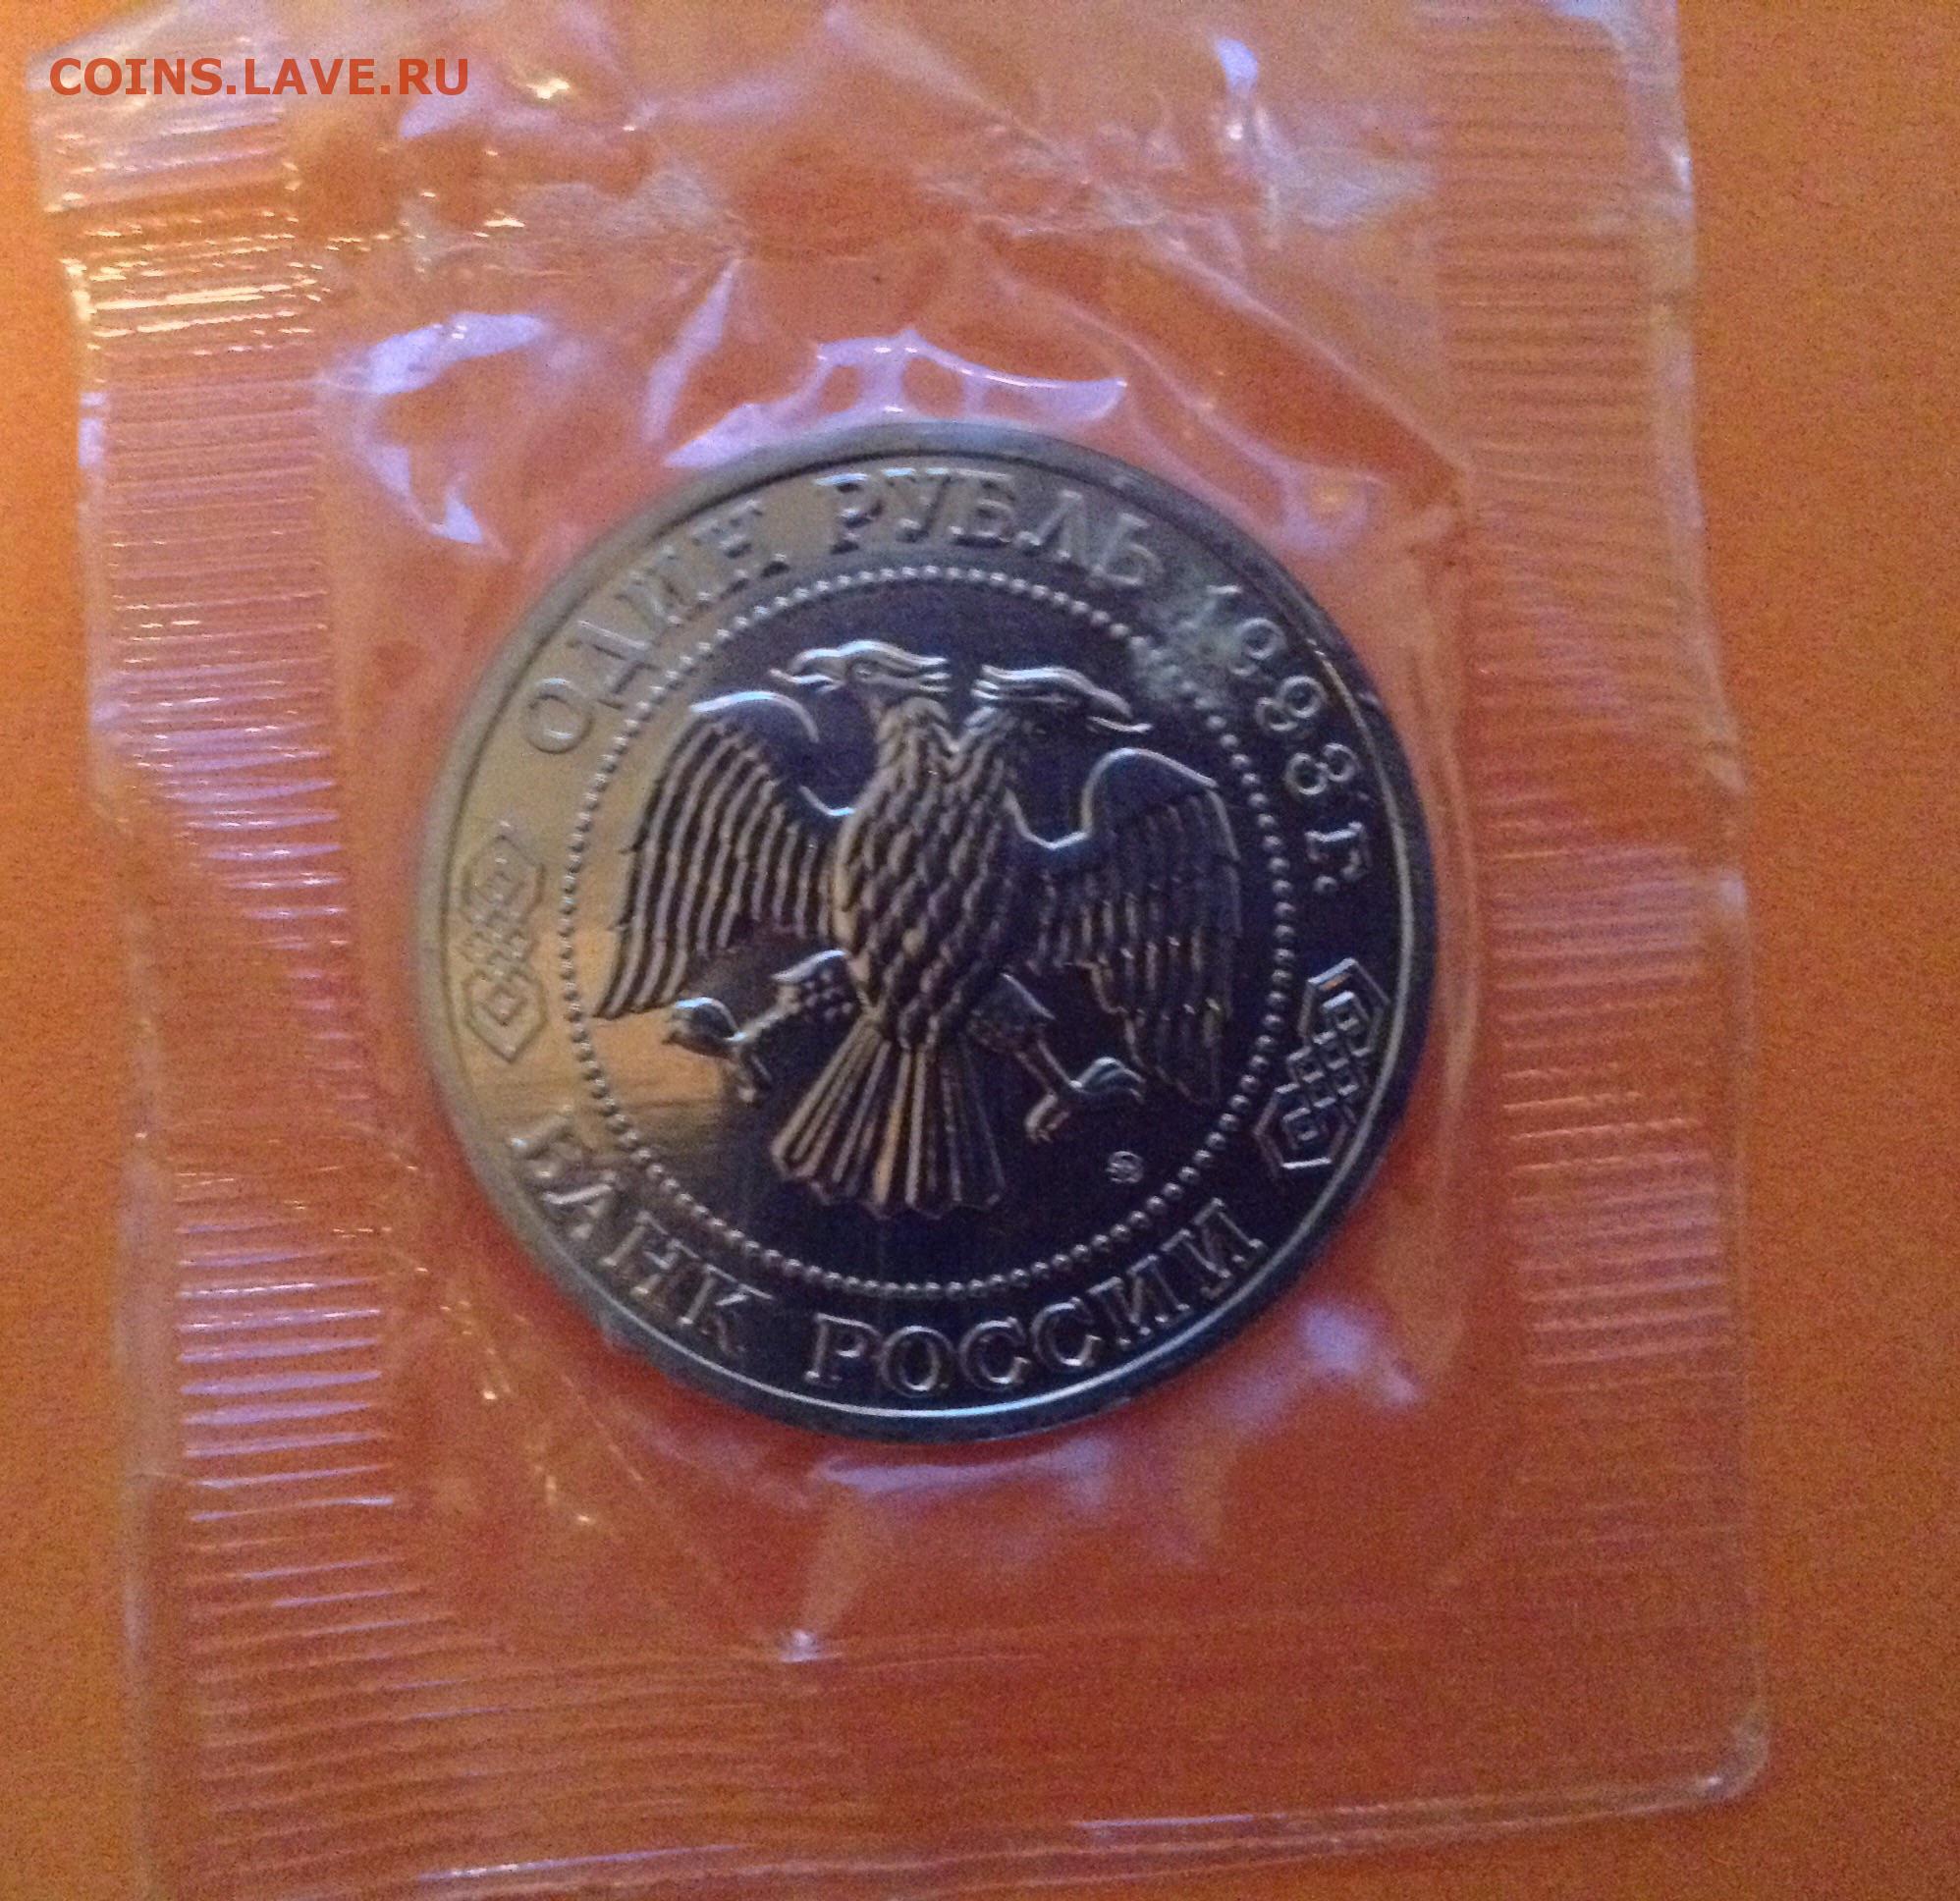 COINS.LAVE.RU
ОДИН РУБЛЬ 1993 Г.
БАНК РОССИИ